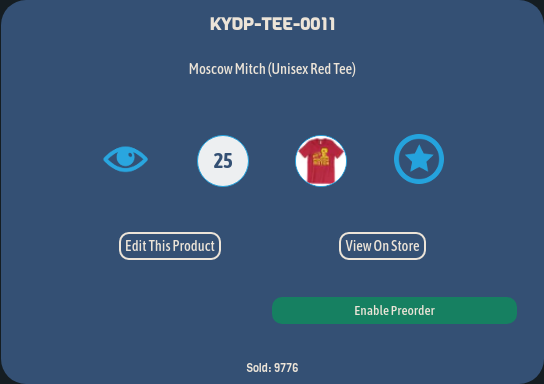 KYDP-TEE-0011
Moscow Mitch (Unisex Red Tee)
25
Edit This Product
View On Store
Enable Preorder
Sold: 9776